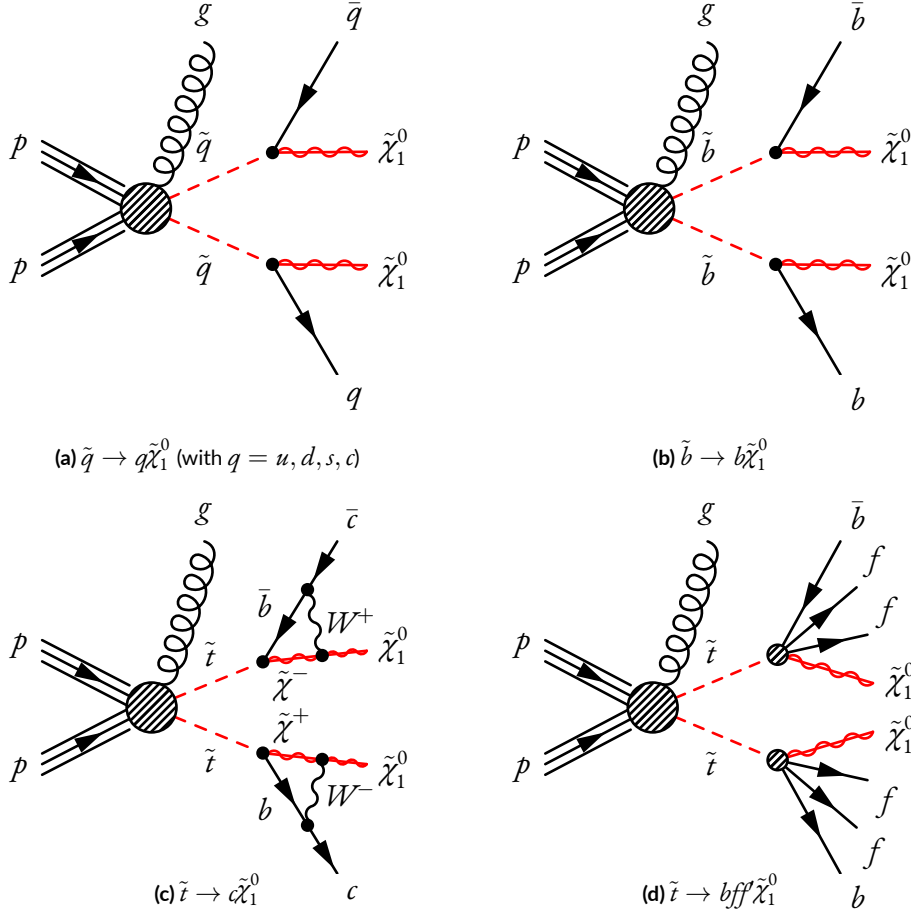 g q̄ g b̄
p q̃ χ̃₁⁰ p b̃ χ̃₁⁰
p q̃ χ̃₁⁰ p b̃ χ̃₁⁰
q b
(a) q̃ → qχ̃₁⁰ (with q = u, d, s, c) (b) b̃ → bχ̃₁⁰
g c̄ g b̄
f
b̄ W⁺ f
p t̃ χ̃₁⁰ p t̃
χ̃⁻ χ̃₁⁰
χ̃⁺ χ̃₁⁰
p t̃ χ̃₁⁰ p t̃
b W⁻ f
f
c b
(c) t̃ → cχ̃₁⁰ (d) t̃ → bff′χ̃₁⁰